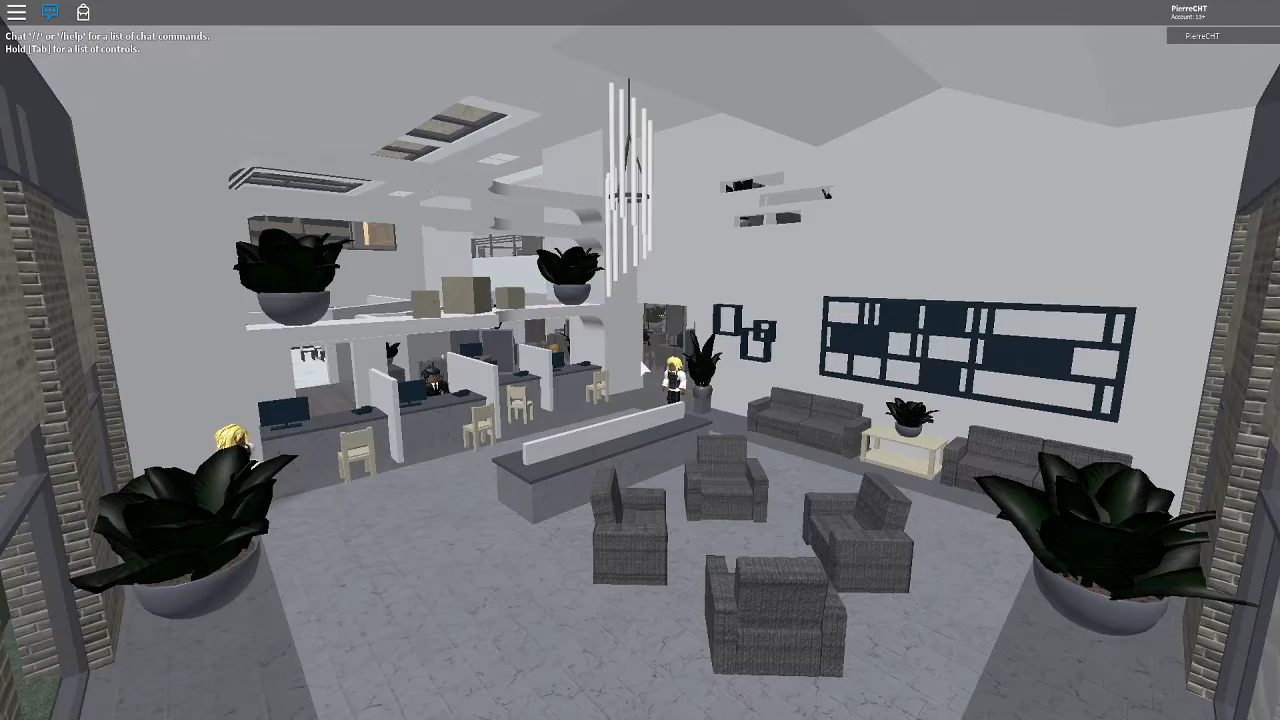 PierreCHT
Account: 13+
Chat '/?' or '/help' for a list of chat commands.
PierreCHT
Hold [Tab] for a list of controls.